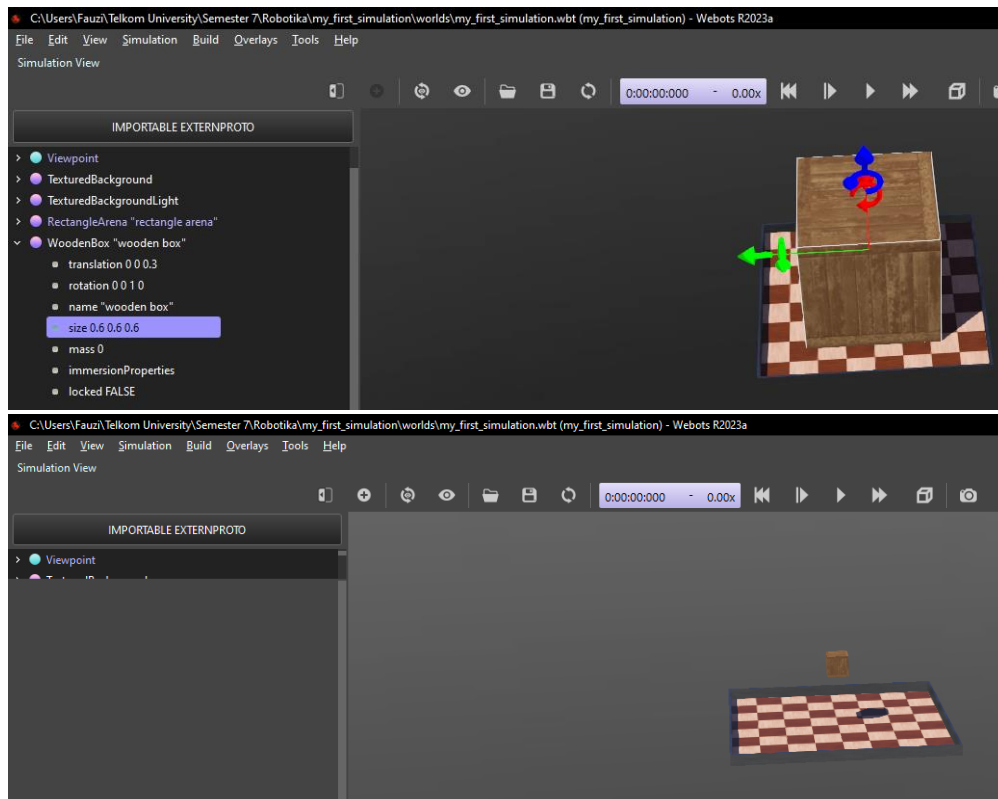 C:\Users\Fauzi\Telkom University\Semester 7\Robotika\my_first_simulation\worlds\my_first_simulation.wbt (my_first_simulation) - Webots R2023a
File Edit View Simulation Build Overlays Tools Help
Simulation View
0:00:00:000 - 0.00x
IMPORTABLE EXTERNPROTO
Viewpoint
TexturedBackground
TexturedBackgroundLight
RectangleArena "rectangle arena"
WoodenBox "wooden box"
translation 0 0 0.3
rotation 0 0 1 0
name "wooden box"
size 0.6 0.6 0.6
mass 0
immersionProperties
locked FALSE
C:\Users\Fauzi\Telkom University\Semester 7\Robotika\my_first_simulation\worlds\my_first_simulation.wbt (my_first_simulation) - Webots R2023a
File Edit View Simulation Build Overlays Tools Help
Simulation View
0:00:00:000 - 0.00x
IMPORTABLE EXTERNPROTO
Viewpoint